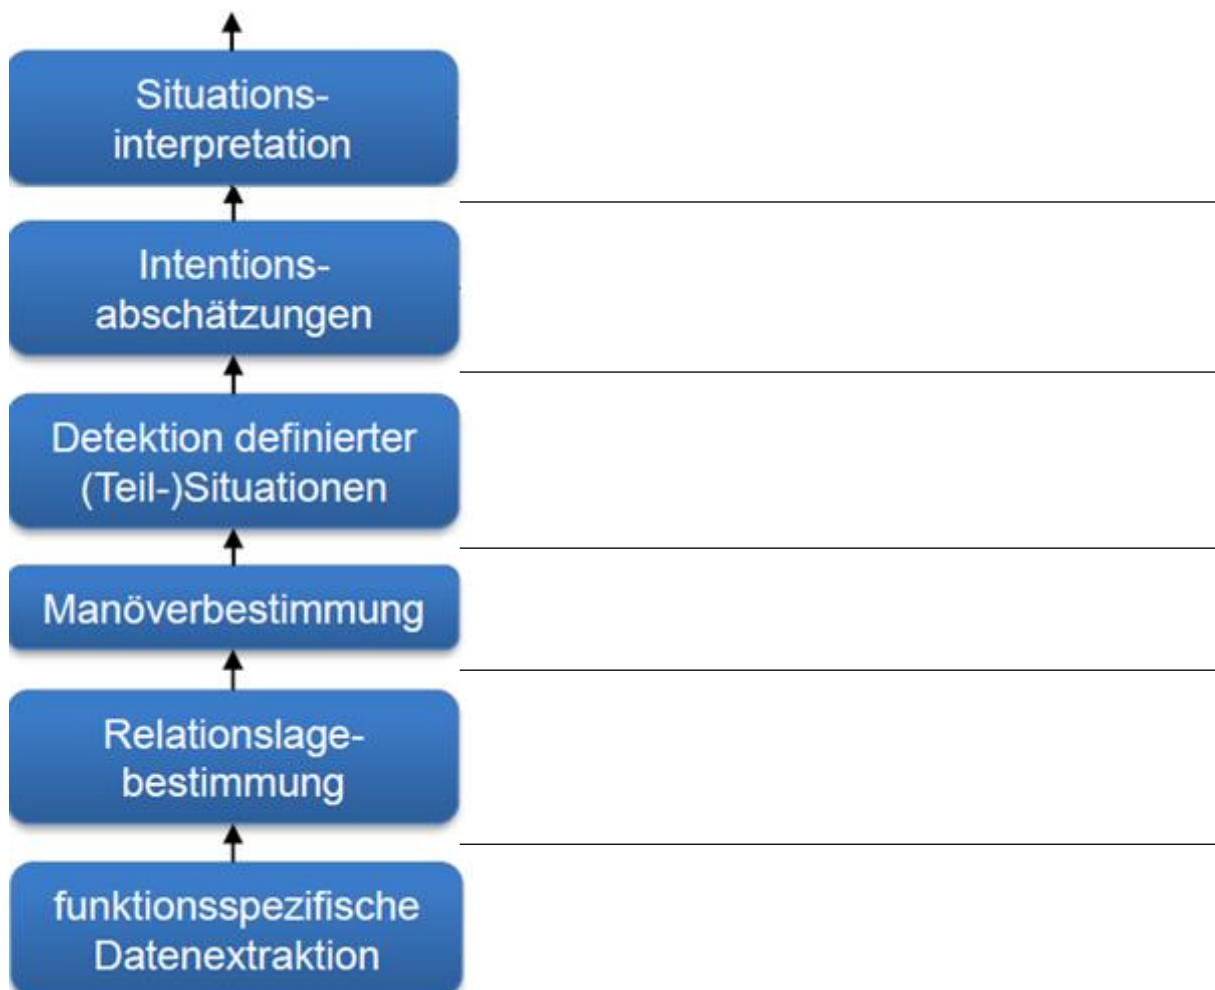 Situations-
interpretation
Intentions-
abschätzungen
Detektion definierter
(Teil-)Situationen
Manöverbestimmung
Relationslage-
bestimmung
funktionsspezifische
Datenextraktion